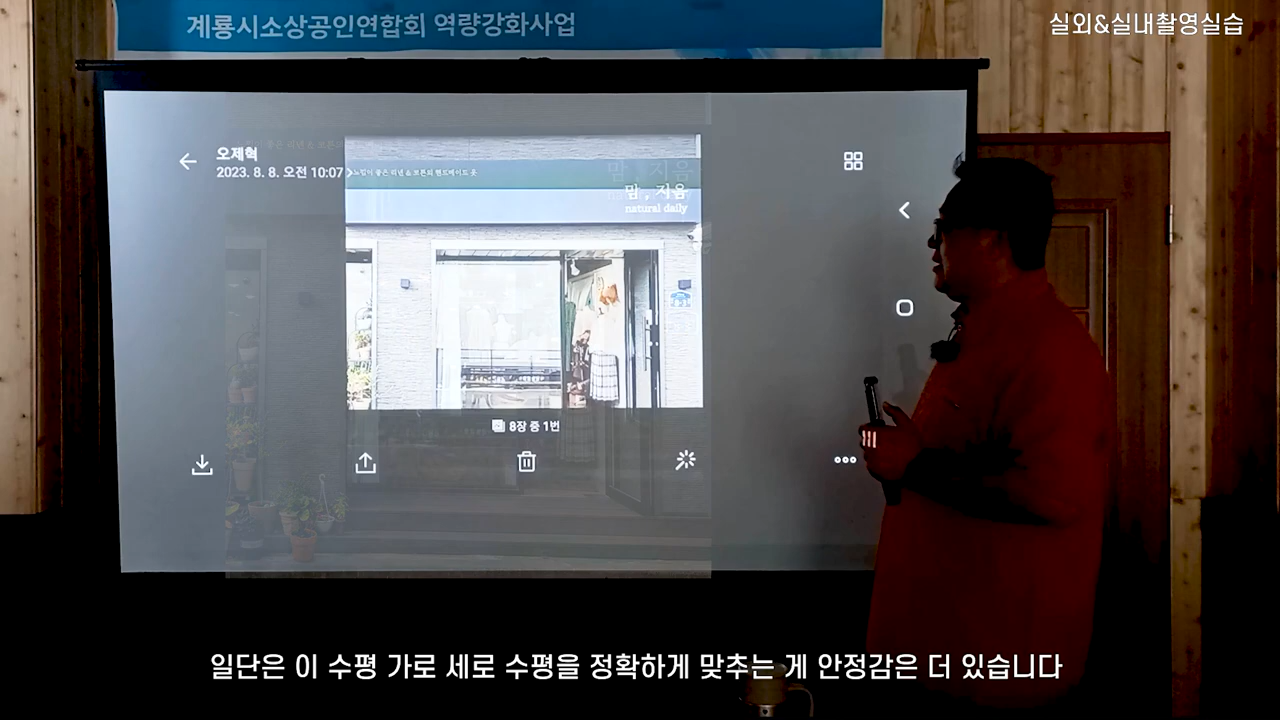 계룡시소상공인연합회 역량강화사업
실외&실내촬영실습
오제혁
2023. 8. 8. 오전 10:07
맘, 지음
natural daily
8장 중 1번
일단은 이 수평 가로 세로 수평을 정확하게 맞추는 게 안정감은 더 있습니다